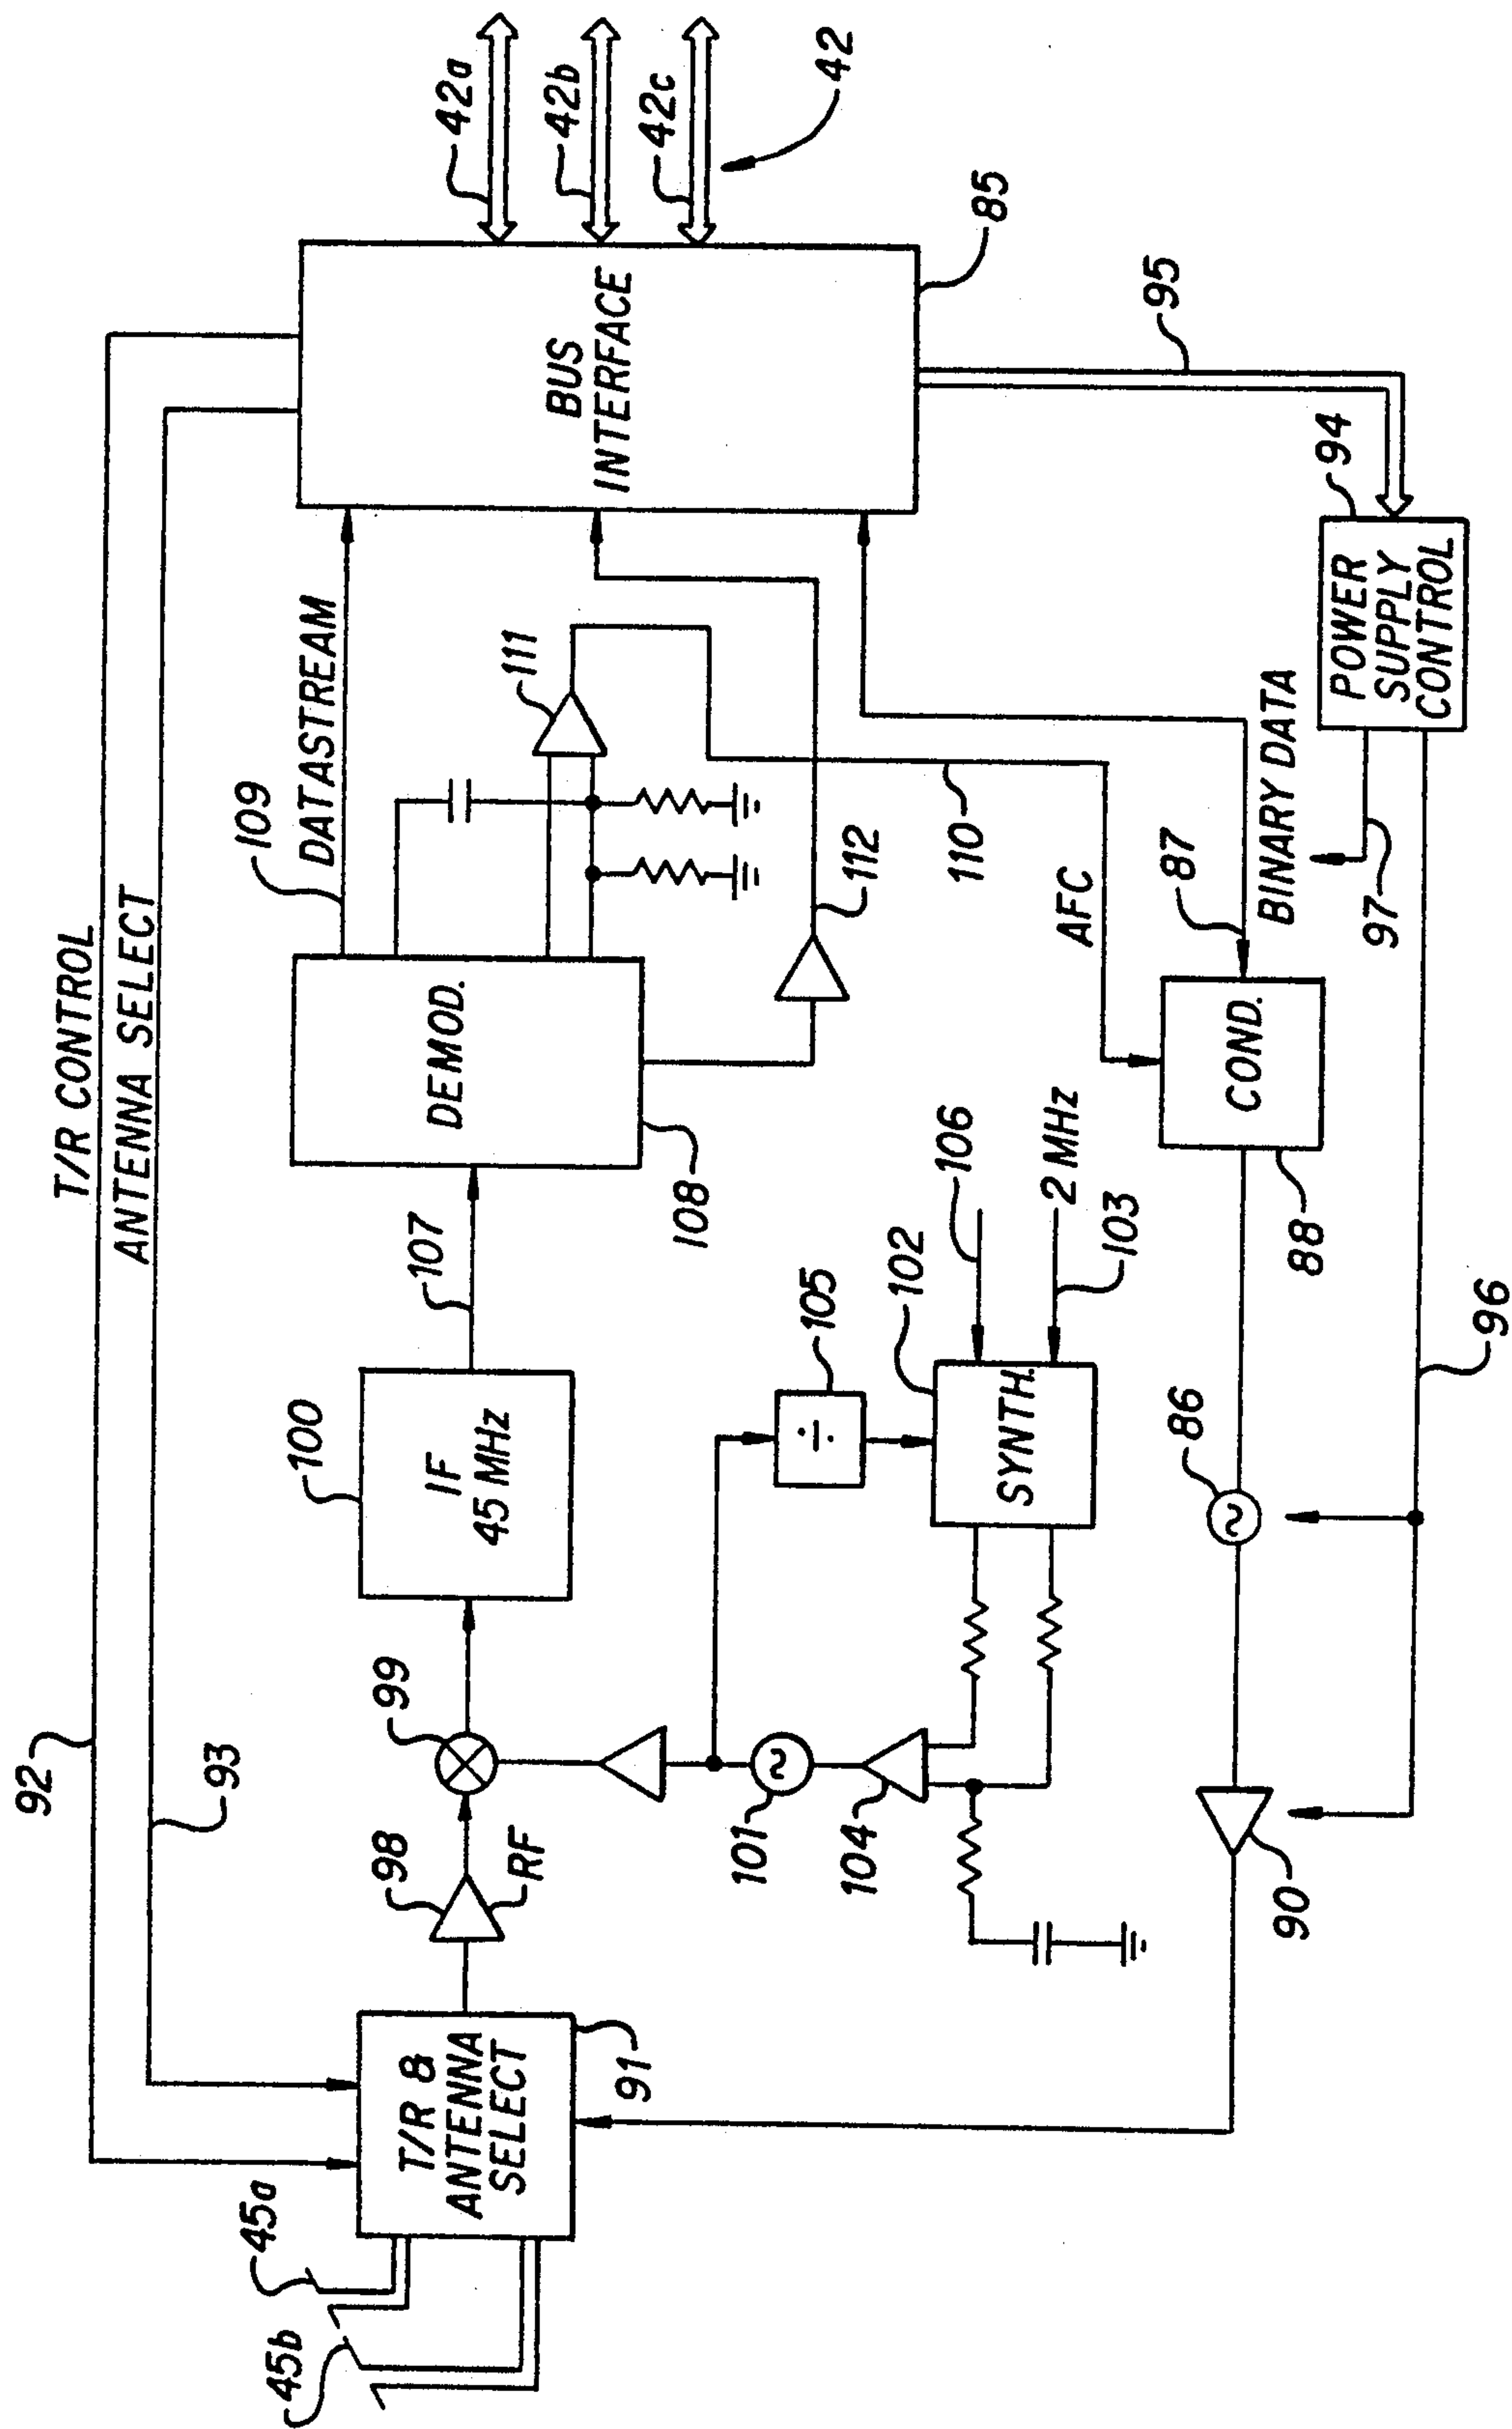 92
T/R CONTROL
93
ANTENNA SELECT
45a
45b
T/R &
ANTENNA
SELECT
91
98
RF
99
100
IF
45 MHz
107
DEMOD.
108
109
DATASTREAM
111
112
BUS
INTERFACE
85
42a
42b
42c
42
101
104
105
102
SYNTH.
106
2 MHz
103
110
AFC
87
BINARY DATA
COND.
88
86
90
95
94
POWER
SUPPLY
CONTROL
97
96